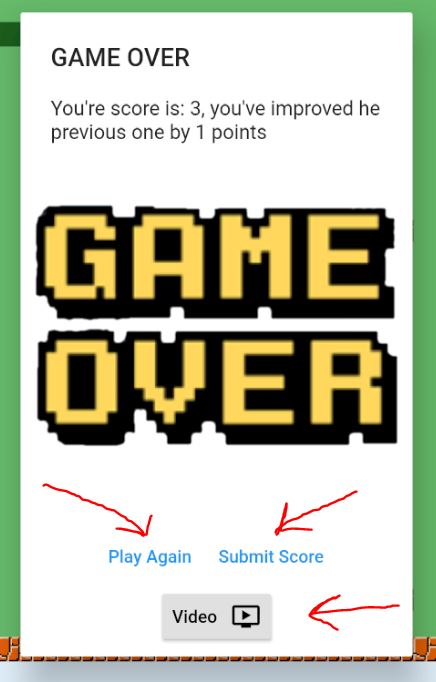 GAME OVER
You're score is: 3, you've improved he
previous one by 1 points
GAME
OVER
Play Again Submit Score
Video